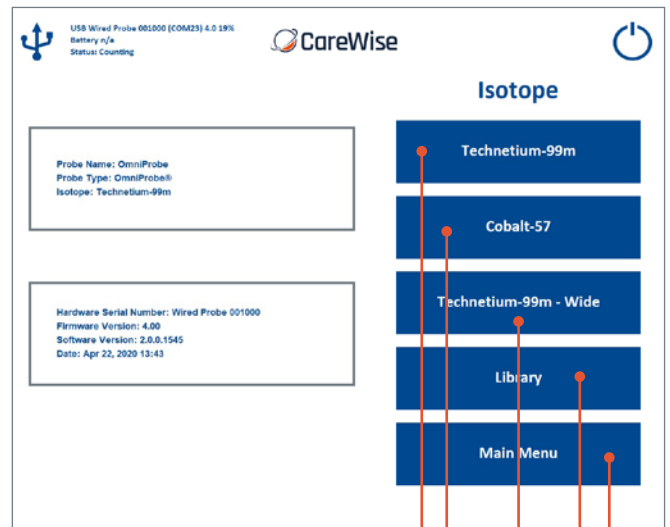 USB Wired Probe 001000 (COM23) 4.0 19%
Battery n/a
Status: Counting
CareWise
Isotope
Probe Name: OmniProbe
Probe Type: OmniProbe®
Isotope: Technetium-99m
Hardware Serial Number: Wired Probe 001000
Firmware Version: 4.00
Software Version: 2.0.0.1545
Date: Apr 22, 2020 13:43
Technetium-99m
Cobalt-57
Technetium-99m - Wide
Library
Main Menu